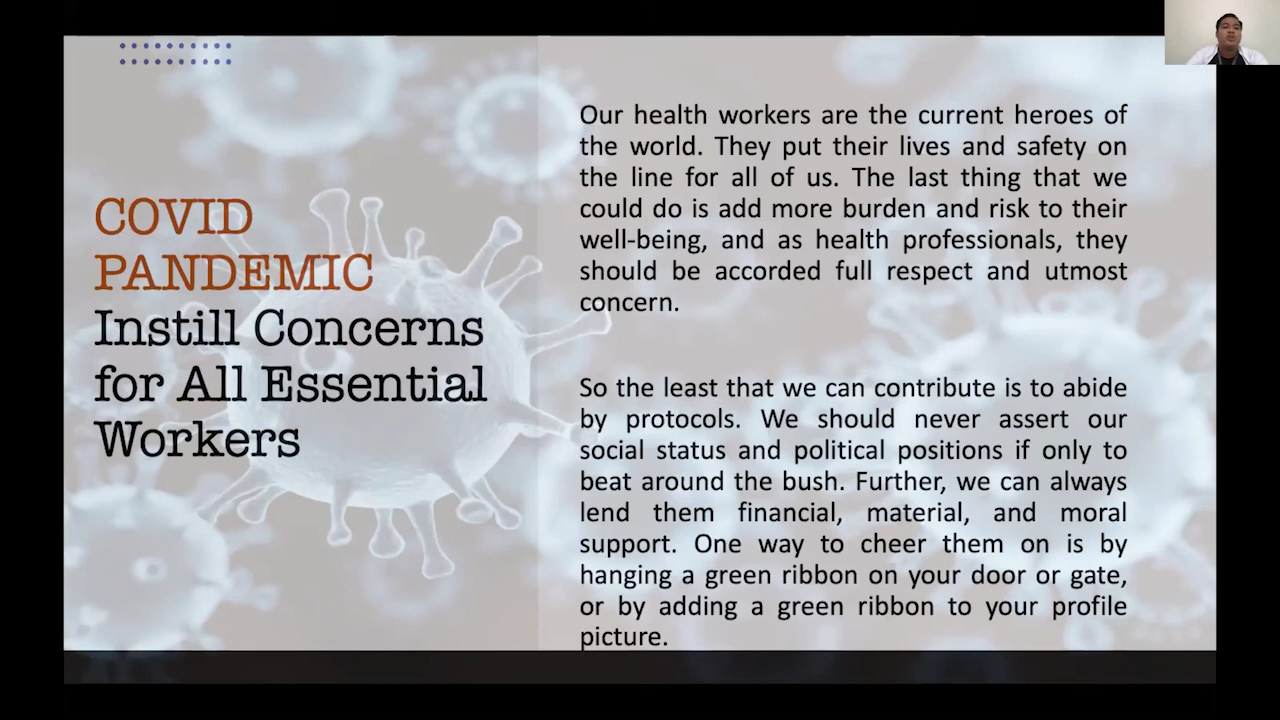 COVID
PANDEMIC
Instill Concerns
for All Essential
Workers
Our health workers are the current heroes of
the world. They put their lives and safety on
the line for all of us. The last thing that we
could do is add more burden and risk to their
well-being, and as health professionals, they
should be accorded full respect and utmost
concern.
So the least that we can contribute is to abide
by protocols. We should never assert our
social status and political positions if only to
beat around the bush. Further, we can always
lend them financial, material, and moral
support. One way to cheer them on is by
hanging a green ribbon on your door or gate,
or by adding a green ribbon to your profile
picture.